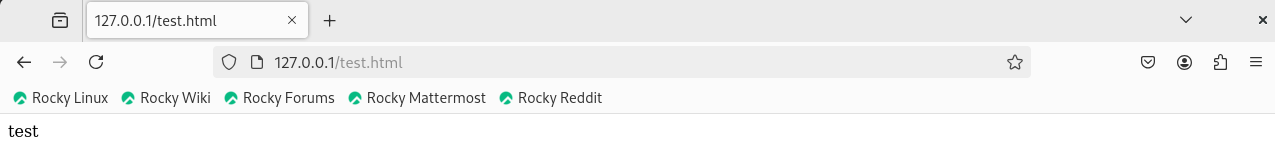 127.0.0.1/test.html
127.0.0.1/test.html
Rocky Linux Rocky Wiki Rocky Forums Rocky Mattermost Rocky Reddit
test